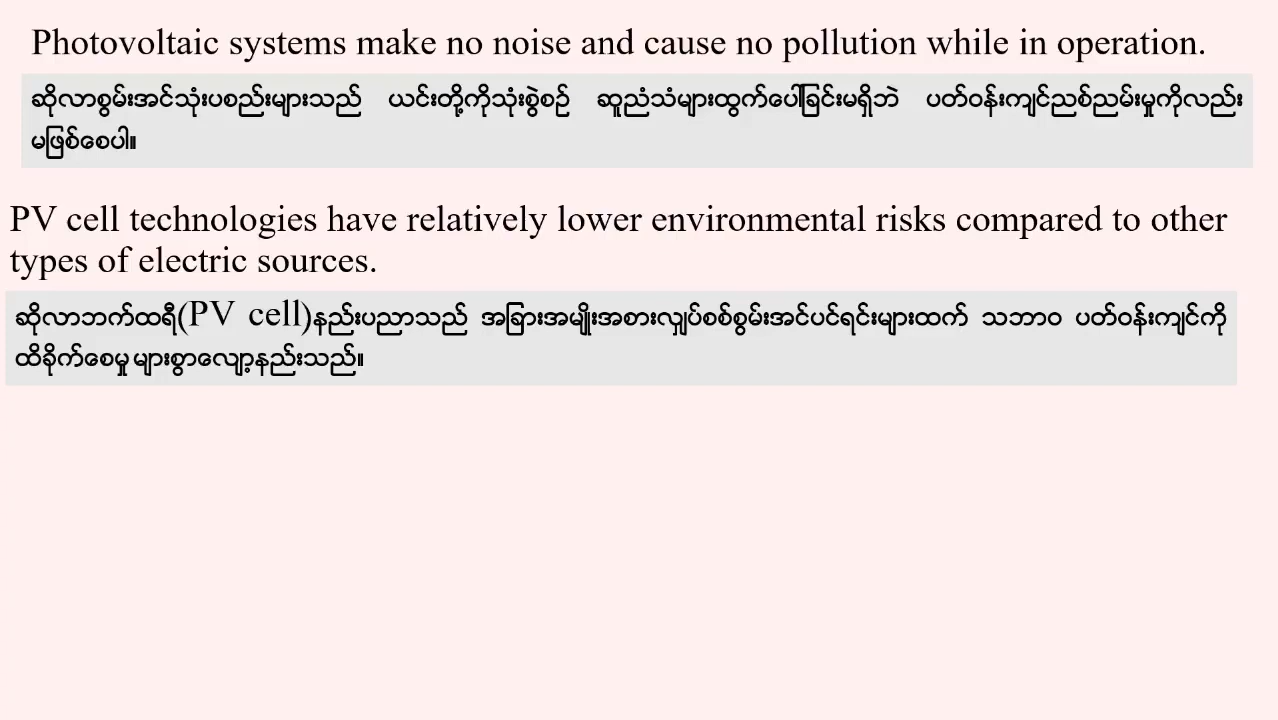 Photovoltaic systems make no noise and cause no pollution while in operation.
ဆိုလာစွမ်းအင်သုံးပစည်းများသည် ယင်းတို့ကိုသုံးစွဲစဉ် ဆူညံသံများထွက်ပေါ်ခြင်းမရှိဘဲ ပတ်ဝန်းကျင်ညစ်ညမ်းမှုကိုလည်း
မဖြစ်စေပါ။
PV cell technologies have relatively lower environmental risks compared to other
types of electric sources.
ဆိုလာဘက်ထရီ(PV cell)နည်းပညာသည် အခြားအမျိုးအစားလျှပ်စစ်စွမ်းအင်ပင်ရင်းများထက် သဘာဝ ပတ်ဝန်းကျင်ကို
ထိခိုက်စေမှု များစွာလျော့နည်းသည်။